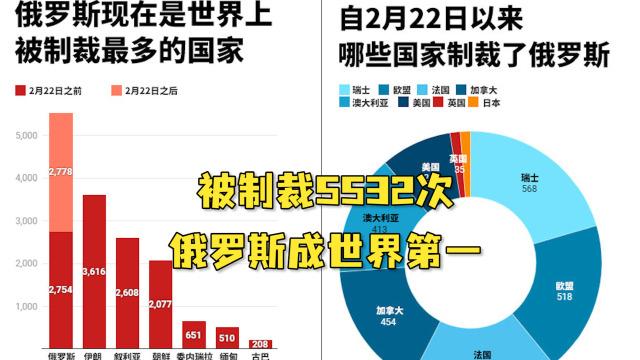 俄罗斯现在是世界上
被制裁最多的国家
2月22日之前
2月22日之后
5,000
4,000
3,000
2,000
1,000
2,778
2,754
3,616
2,608
2,077
651
510
208
俄罗斯 伊朗 叙利亚 朝鲜 委内瑞拉 缅甸 古巴
自2月22日以来
哪些国家制裁了俄罗斯
瑞士 欧盟 法国 加拿大
澳大利亚 美国 英国 日本
美国
英国
35
瑞士
568
澳大利亚
413
欧盟
518
加拿大
454
法国
被制裁5532次
俄罗斯成世界第一